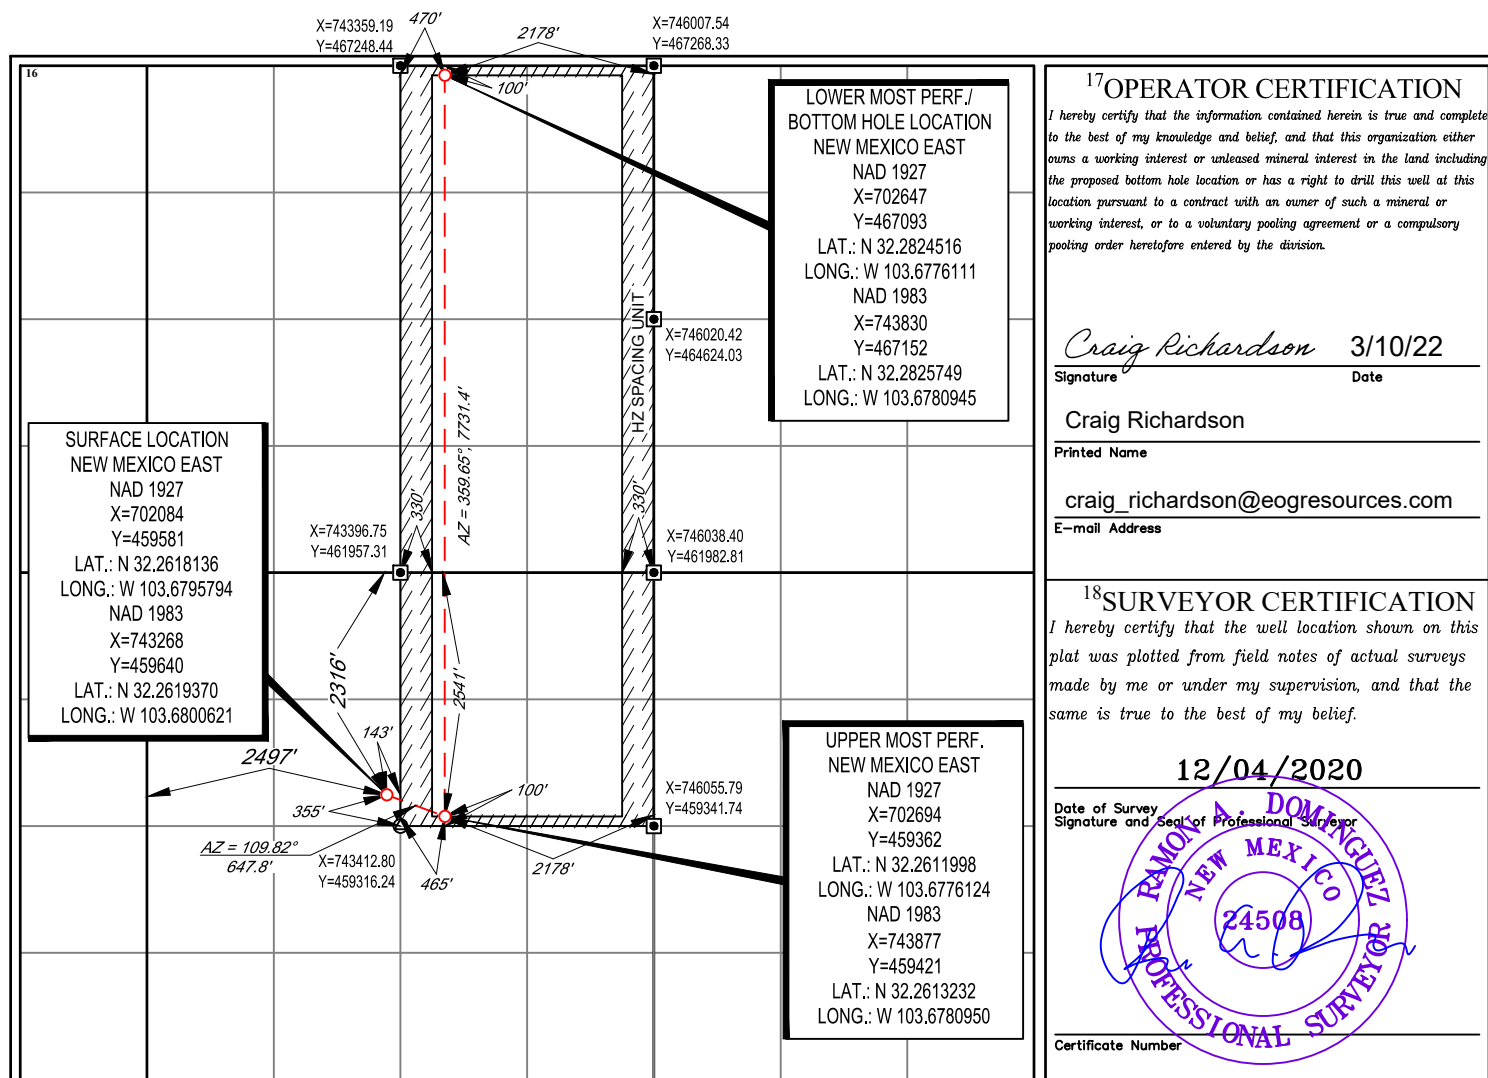 X=743359.19
Y=467248.44
470'
2178'
X=746007.54
Y=467268.33
16
100'
LOWER MOST PERF./
BOTTOM HOLE LOCATION
NEW MEXICO EAST
NAD 1927
X=702647
Y=467093
LAT.: N 32.2824516
LONG.: W 103.6776111
NAD 1983
X=743830
Y=467152
LAT.: N 32.2825749
LONG.: W 103.6780945
HZ SPACING UNIT
X=746020.42
Y=464624.03
AZ = 359.65°, 7731.4'
SURFACE LOCATION
NEW MEXICO EAST
NAD 1927
X=702084
Y=459581
LAT.: N 32.2618136
LONG.: W 103.6795794
NAD 1983
X=743268
Y=459640
LAT.: N 32.2619370
LONG.: W 103.6800621
330'
330'
X=743396.75
Y=461957.31
X=746038.40
Y=461982.81
2316'
2541'
143'
2497'
355'
100'
X=746055.79
Y=459341.74
AZ = 109.82°
647.8'
X=743412.80
Y=459316.24
465'
2178'
UPPER MOST PERF.
NEW MEXICO EAST
NAD 1927
X=702694
Y=459362
LAT.: N 32.2611998
LONG.: W 103.6776124
NAD 1983
X=743877
Y=459421
LAT.: N 32.2613232
LONG.: W 103.6780950
17 OPERATOR CERTIFICATION
I hereby certify that the information contained herein is true and complete
to the best of my knowledge and belief, and that this organization either
owns a working interest or unleased mineral interest in the land including
the proposed bottom hole location or has a right to drill this well at this
location pursuant to a contract with an owner of such a mineral or
working interest, or to a voluntary pooling agreement or a compulsory
pooling order heretofore entered by the division.
Craig Richardson 3/10/22
Signature Date
Craig Richardson
Printed Name
craig_richardson@eogresources.com
E-mail Address
18 SURVEYOR CERTIFICATION
I hereby certify that the well location shown on this
plat was plotted from field notes of actual surveys
made by me or under my supervision, and that the
same is true to the best of my belief.
12/04/2020
Date of Survey
Signature and Seal of Professional Surveyor
RAMON A. DOMINGUEZ
NEW MEXICO
24508
PROFESSIONAL SURVEYOR
Certificate Number